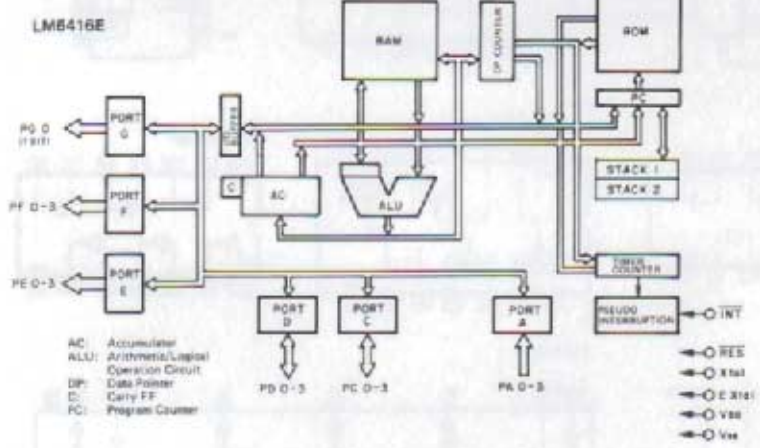 LM6416E
RAM
DP COUNTER
ROM
PC
PORT G
PG 0
(1 BIT)
STACK 1
STACK 2
C
AC
ALU
PORT F
PF 0-3
PORT E
PE 0-3
TIMER COUNTER
PORT D
PORT C
PORT A
PSEUDO INTERRUPTION
INT
RES
Xtal
E Xtal
VDD
Vss
PD 0-3
PC 0-3
PA 0-3
AC: Accumulator
ALU: Arithmetic/Logical
Operation Circuit
DP: Data Pointer
C: Carry FF
PC: Program Counter